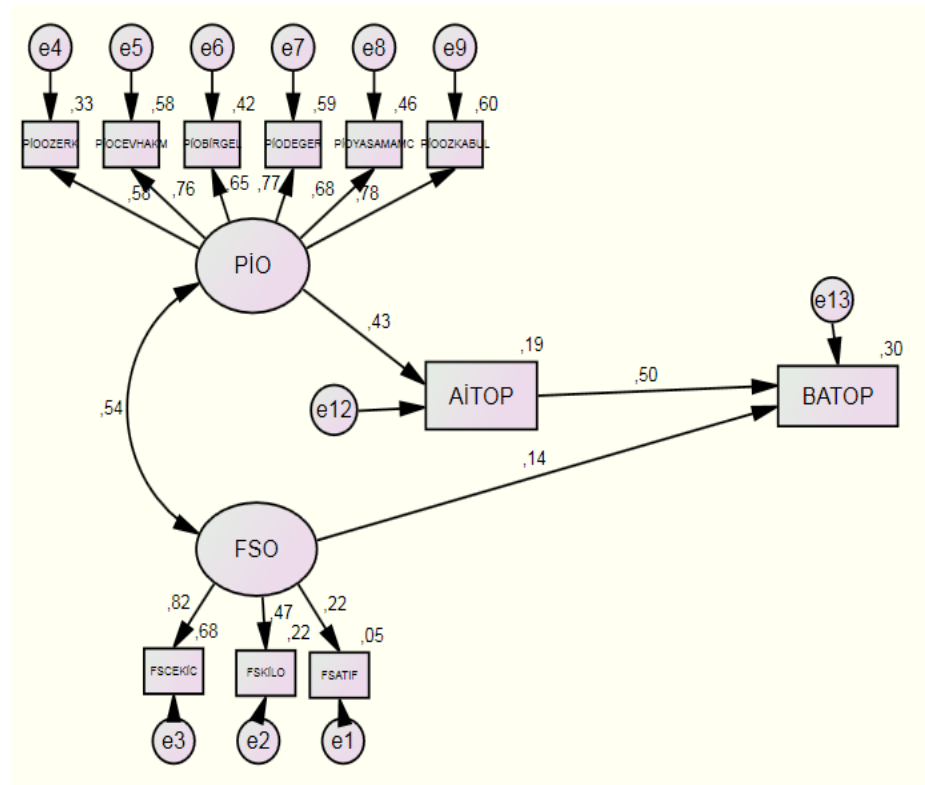 e4 e5 e6 e7 e8 e9
,33 ,58 ,42 ,59 ,46 ,60
PİOOZERK PİOCEVHAKM PİOBİRGEL PİODEGER PİOYASAMAMC PİOOZKABUL
,58 ,76 ,65 ,77 ,68 ,78
PİO
e13
,43
,19
,30
,50
AİTOP
BATOP
e12
,54
,14
FSO
,82 ,47 ,22
,68 ,22 ,05
FSCEKİC FSKİLO FSATIF
e3 e2 e1